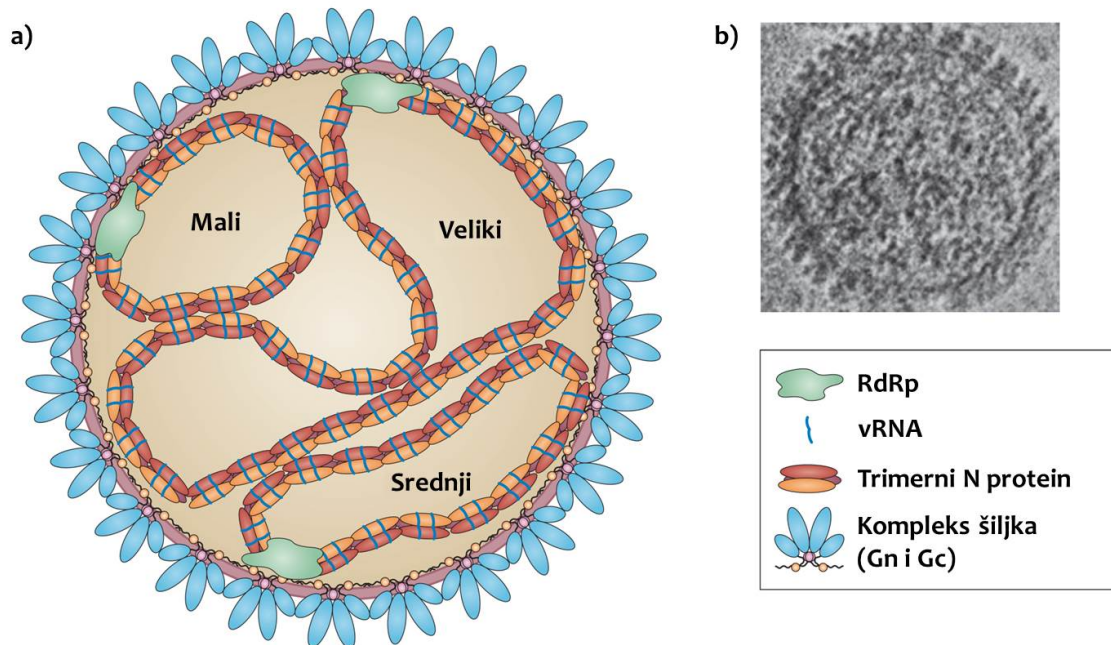 a)
Mali
Veliki
Srednji
b)
RdRp
vRNA
Trimerni N protein
Kompleks šiljka
(Gn i Gc)